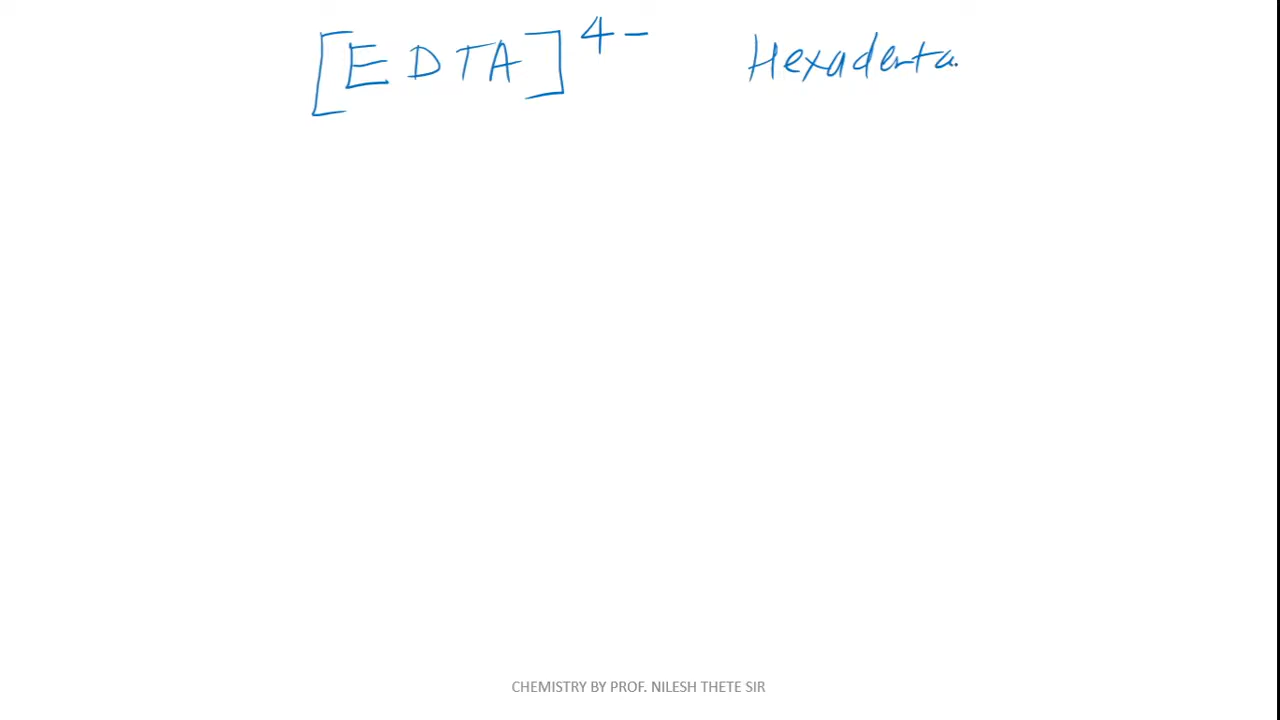 [EDTA]⁴⁻ Hexadenta
CHEMISTRY BY PROF. NILESH THETE SIR